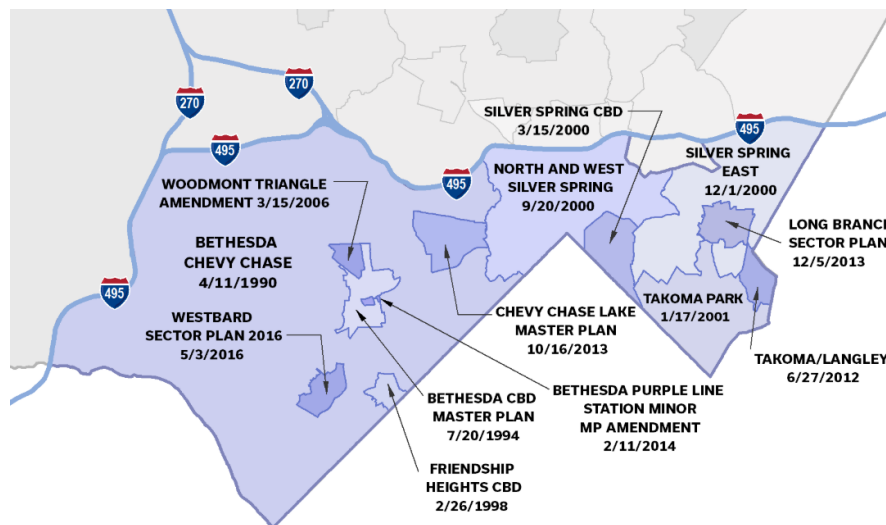 270
270
495
495
495
495
SILVER SPRING CBD
3/15/2000
WOODMONT TRIANGLE
AMENDMENT 3/15/2006
NORTH AND WEST
SILVER SPRING
9/20/2000
SILVER SPRING
EAST
12/1/2000
LONG BRANCH
SECTOR PLAN
12/5/2013
BETHESDA
CHEVY CHASE
4/11/1990
WESTBARD
SECTOR PLAN 2016
5/3/2016
CHEVY CHASE LAKE
MASTER PLAN
10/16/2013
TAKOMA PARK
1/17/2001
TAKOMA/LANGLEY
6/27/2012
BETHESDA CBD
MASTER PLAN
7/20/1994
BETHESDA PURPLE LINE
STATION MINOR
MP AMENDMENT
2/11/2014
FRIENDSHIP
HEIGHTS CBD
2/26/1998